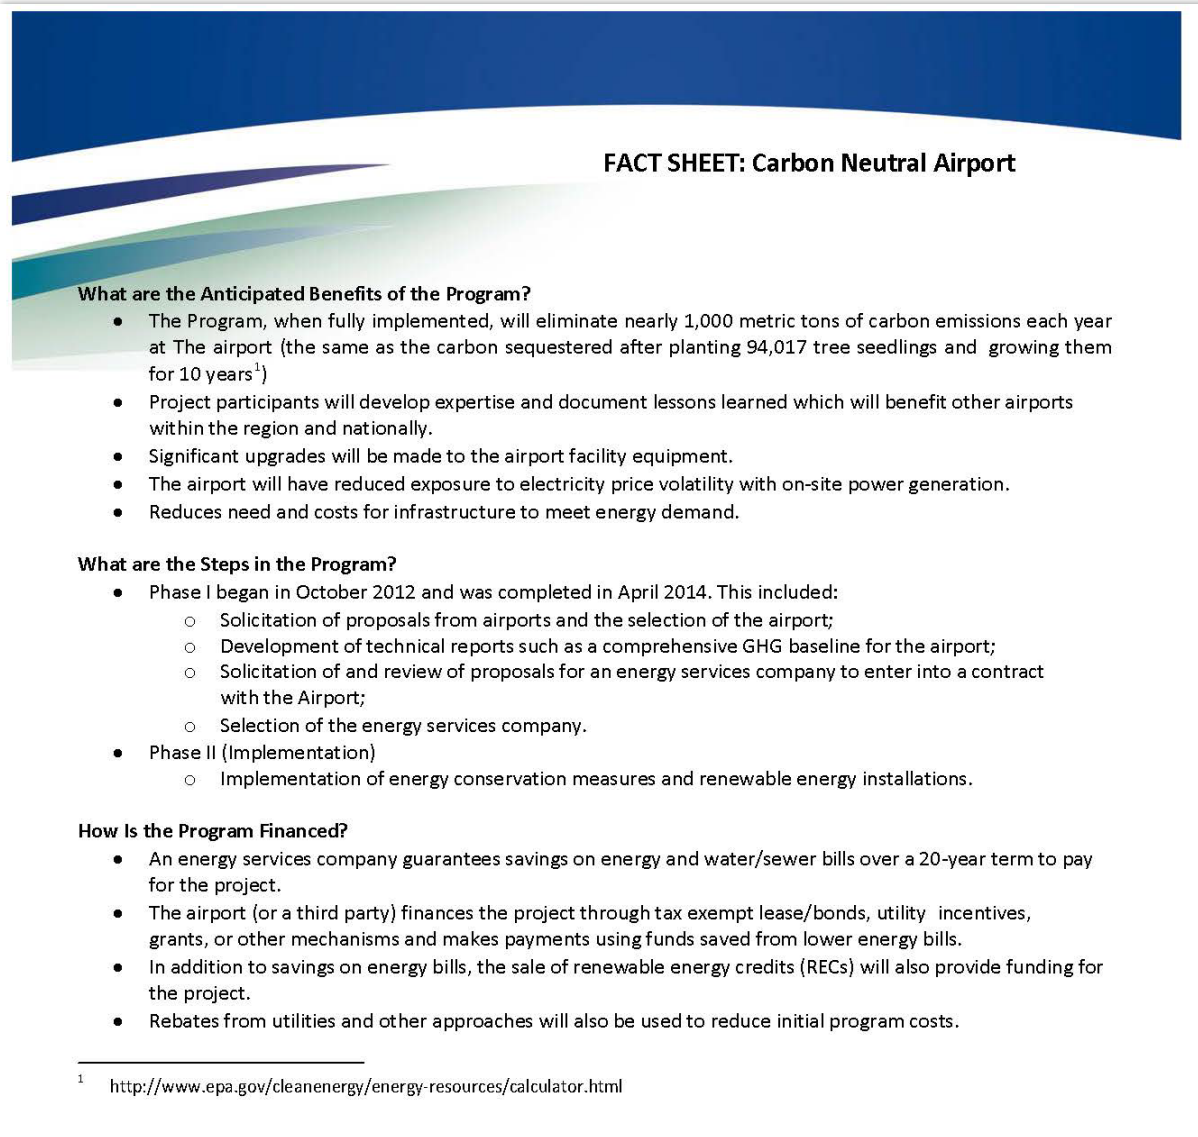 FACT SHEET: Carbon Neutral Airport
What are the Anticipated Benefits of the Program?
● The Program, when fully implemented, will eliminate nearly 1,000 metric tons of carbon emissions each year
at The airport (the same as the carbon sequestered after planting 94,017 tree seedlings and growing them
for 10 years¹)
● Project participants will develop expertise and document lessons learned which will benefit other airports
within the region and nationally.
● Significant upgrades will be made to the airport facility equipment.
● The airport will have reduced exposure to electricity price volatility with on-site power generation.
● Reduces need and costs for infrastructure to meet energy demand.
What are the Steps in the Program?
● Phase I began in October 2012 and was completed in April 2014. This included:
○ Solicitation of proposals from airports and the selection of the airport;
○ Development of technical reports such as a comprehensive GHG baseline for the airport;
○ Solicitation of and review of proposals for an energy services company to enter into a contract
with the Airport;
○ Selection of the energy services company.
● Phase II (Implementation)
○ Implementation of energy conservation measures and renewable energy installations.
How Is the Program Financed?
● An energy services company guarantees savings on energy and water/sewer bills over a 20-year term to pay
for the project.
● The airport (or a third party) finances the project through tax exempt lease/bonds, utility incentives,
grants, or other mechanisms and makes payments using funds saved from lower energy bills.
● In addition to savings on energy bills, the sale of renewable energy credits (RECs) will also provide funding for
the project.
● Rebates from utilities and other approaches will also be used to reduce initial program costs.
¹ http://www.epa.gov/cleanenergy/energy-resources/calculator.html